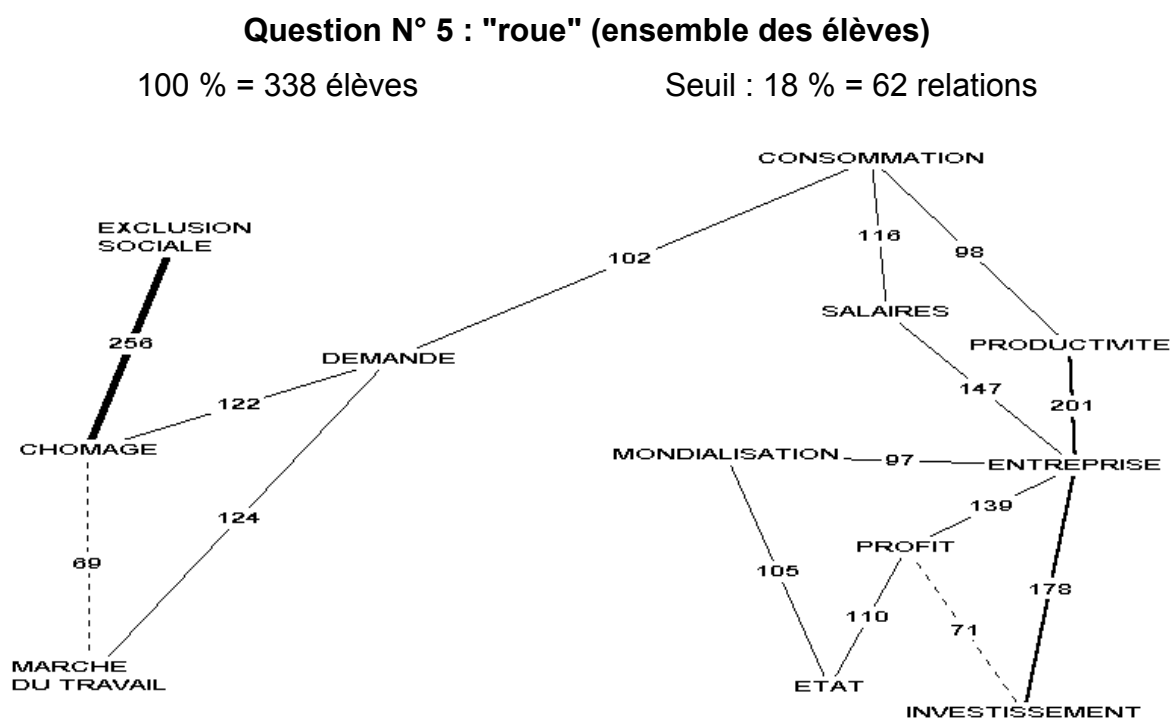 Question N° 5 : "roue" (ensemble des élèves)
100 % = 338 élèves
Seuil : 18 % = 62 relations
CONSOMMATION
EXCLUSION
SOCIALE
116
98
102
SALAIRES
256
DEMANDE
PRODUCTIVITE
147
122
201
CHOMAGE
MONDIALISATION
97
ENTREPRISE
139
124
PROFIT
69
105
178
110
71
MARCHE
DU TRAVAIL
ETAT
INVESTISSEMENT